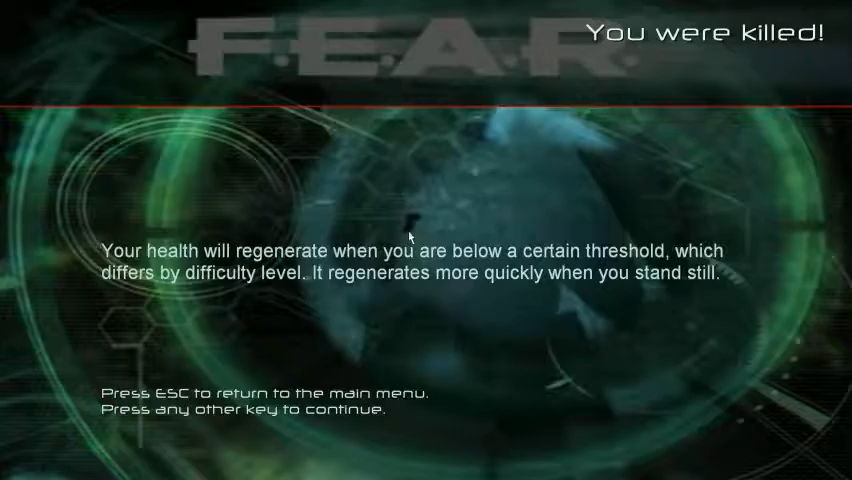 F.E.A.R.
You were killed!
Your health will regenerate when you are below a certain threshold, which
differs by difficulty level. It regenerates more quickly when you stand still.
Press ESC to return to the main menu.
Press any other key to continue.